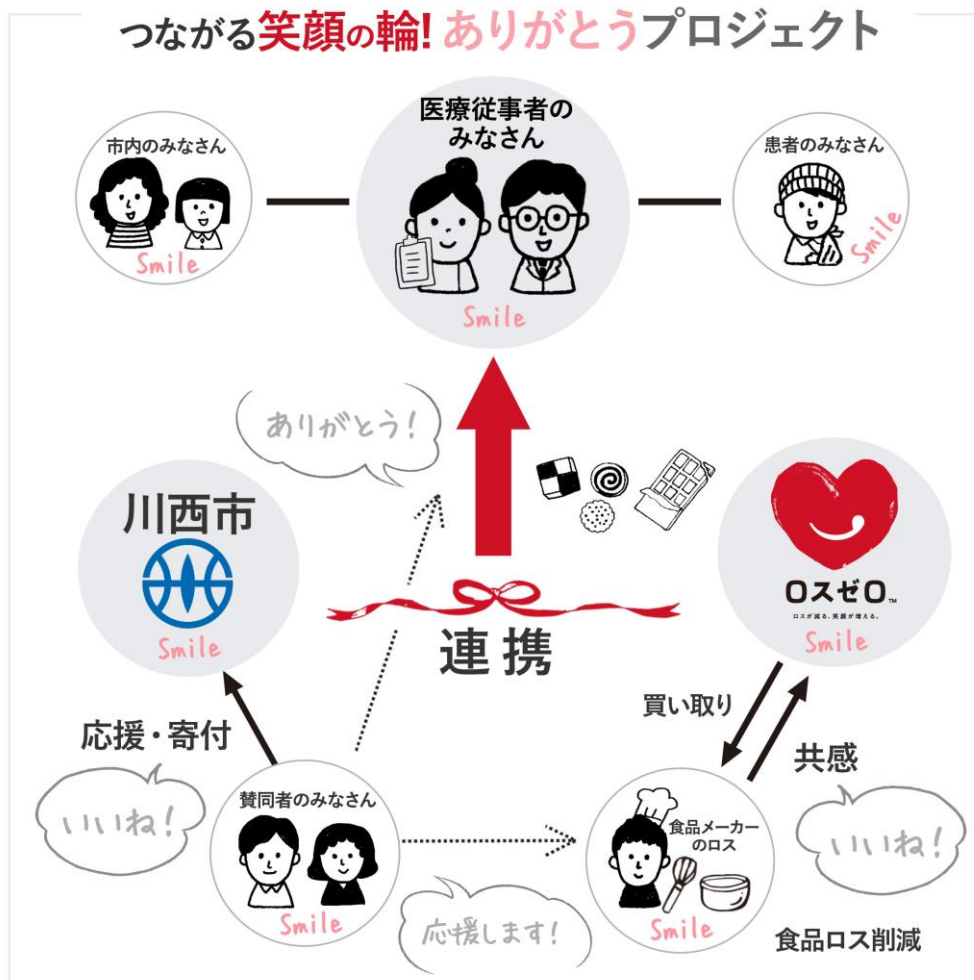 つながる笑顔の輪!ありがとうプロジェクト
医療従事者の
みなさん
Smile
市内のみなさん
Smile
患者のみなさん
Smile
ありがとう!
川西市
Smile
ロスゼロ™
ロスが減る、笑顔が増える。
Smile
連携
買い取り
共感
応援・寄付
いいね!
いいね!
賛同者のみなさん
Smile
食品メーカー
のロス
Smile
応援します!
食品ロス削減